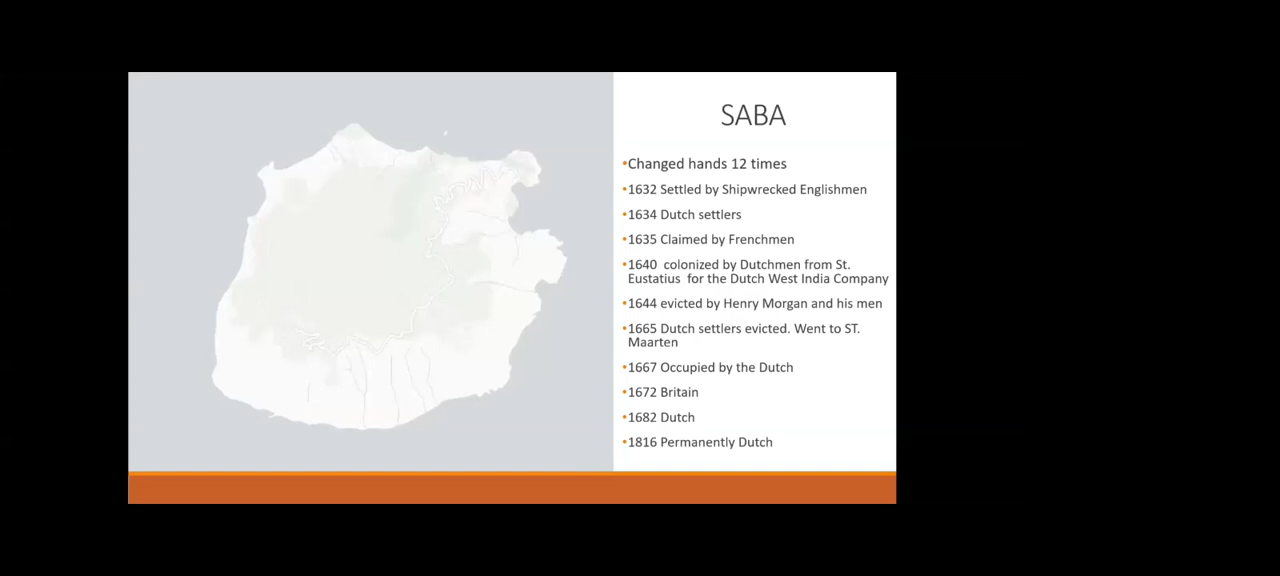 SABA
•Changed hands 12 times
•1632 Settled by Shipwrecked Englishmen
•1634 Dutch settlers
•1635 Claimed by Frenchmen
•1640  colonized by Dutchmen from St.
Eustatius  for the Dutch West India Company
•1644 evicted by Henry Morgan and his men
•1665 Dutch settlers evicted. Went to ST.
Maarten
•1667 Occupied by the Dutch
•1672 Britain
•1682 Dutch
•1816 Permanently Dutch